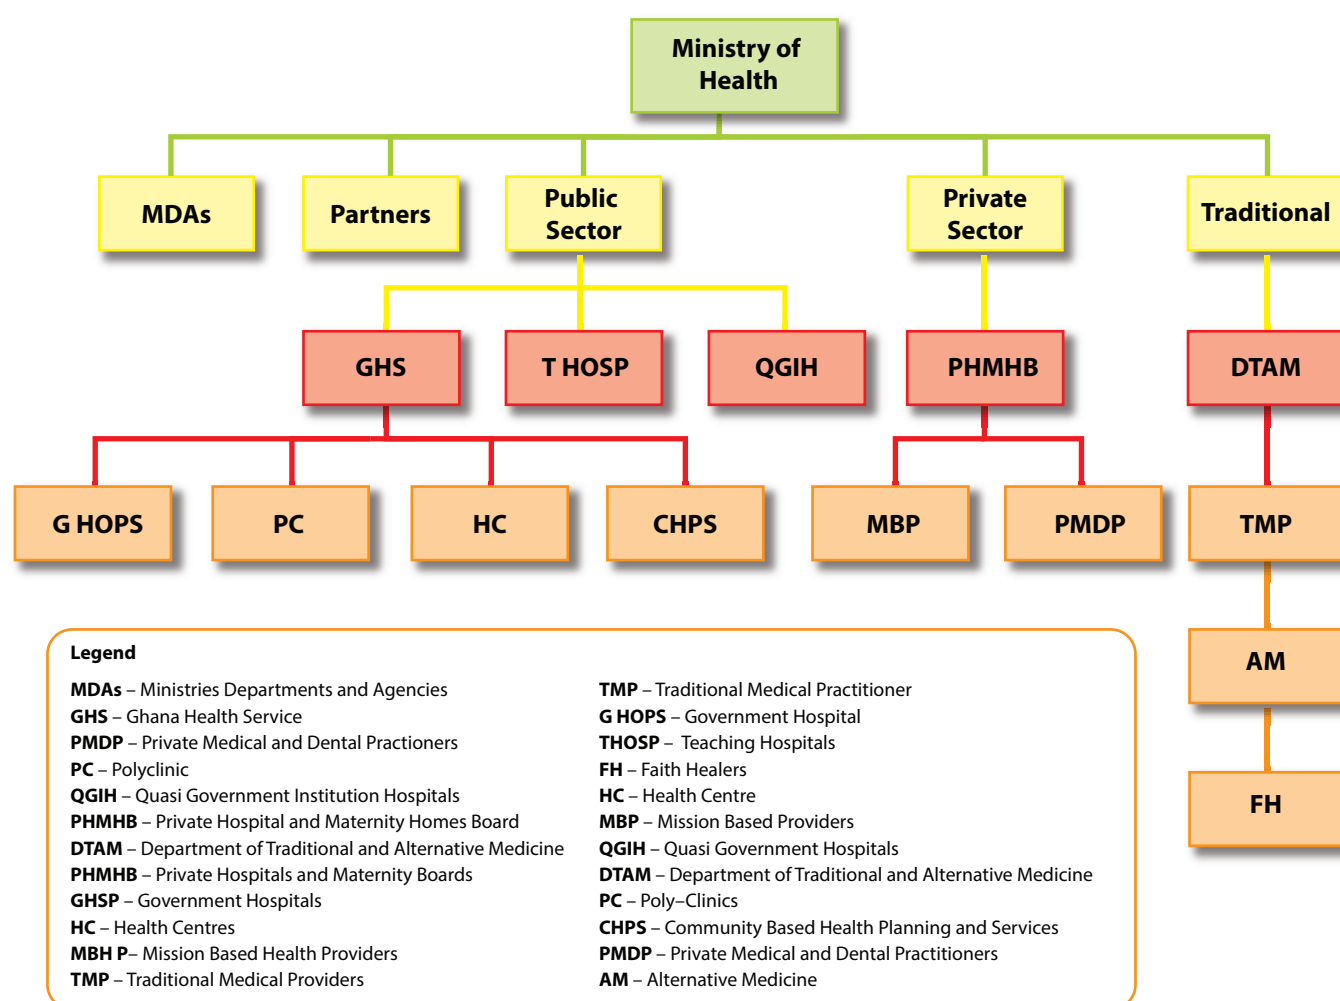 Ministry of
Health
MDAs
Partners
Public
Sector
Private
Sector
Traditional
GHS
T HOSP
QGIH
PHMHB
DTAM
G HOPS
PC
HC
CHPS
MBP
PMDP
TMP
AM
FH
Legend
MDAs – Ministries Departments and Agencies
GHS – Ghana Health Service
PMDP – Private Medical and Dental Practioners
PC – Polyclinic
QGIH – Quasi Government Institution Hospitals
PHMHB – Private Hospital and Maternity Homes Board
DTAM – Department of Traditional and Alternative Medicine
PHMHB – Private Hospitals and Maternity Boards
GHSP – Government Hospitals
HC – Health Centres
MBH P– Mission Based Health Providers
TMP – Traditional Medical Providers
TMP – Traditional Medical Practitioner
G HOPS – Government Hospital
THOSP – Teaching Hospitals
FH – Faith Healers
HC – Health Centre
MBP – Mission Based Providers
QGIH – Quasi Government Hospitals
DTAM – Department of Traditional and Alternative Medicine
PC – Poly–Clinics
CHPS – Community Based Health Planning and Services
PMDP – Private Medical and Dental Practitioners
AM – Alternative Medicine